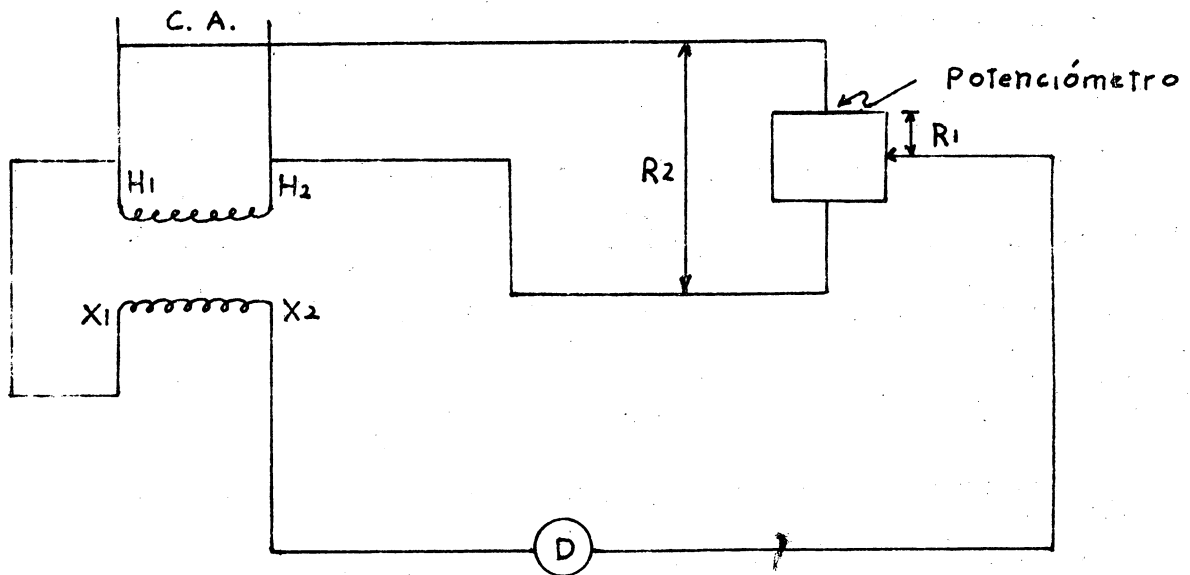 C. A.
Potenciómetro
R1
R2
H1
H2
X1
X2
D